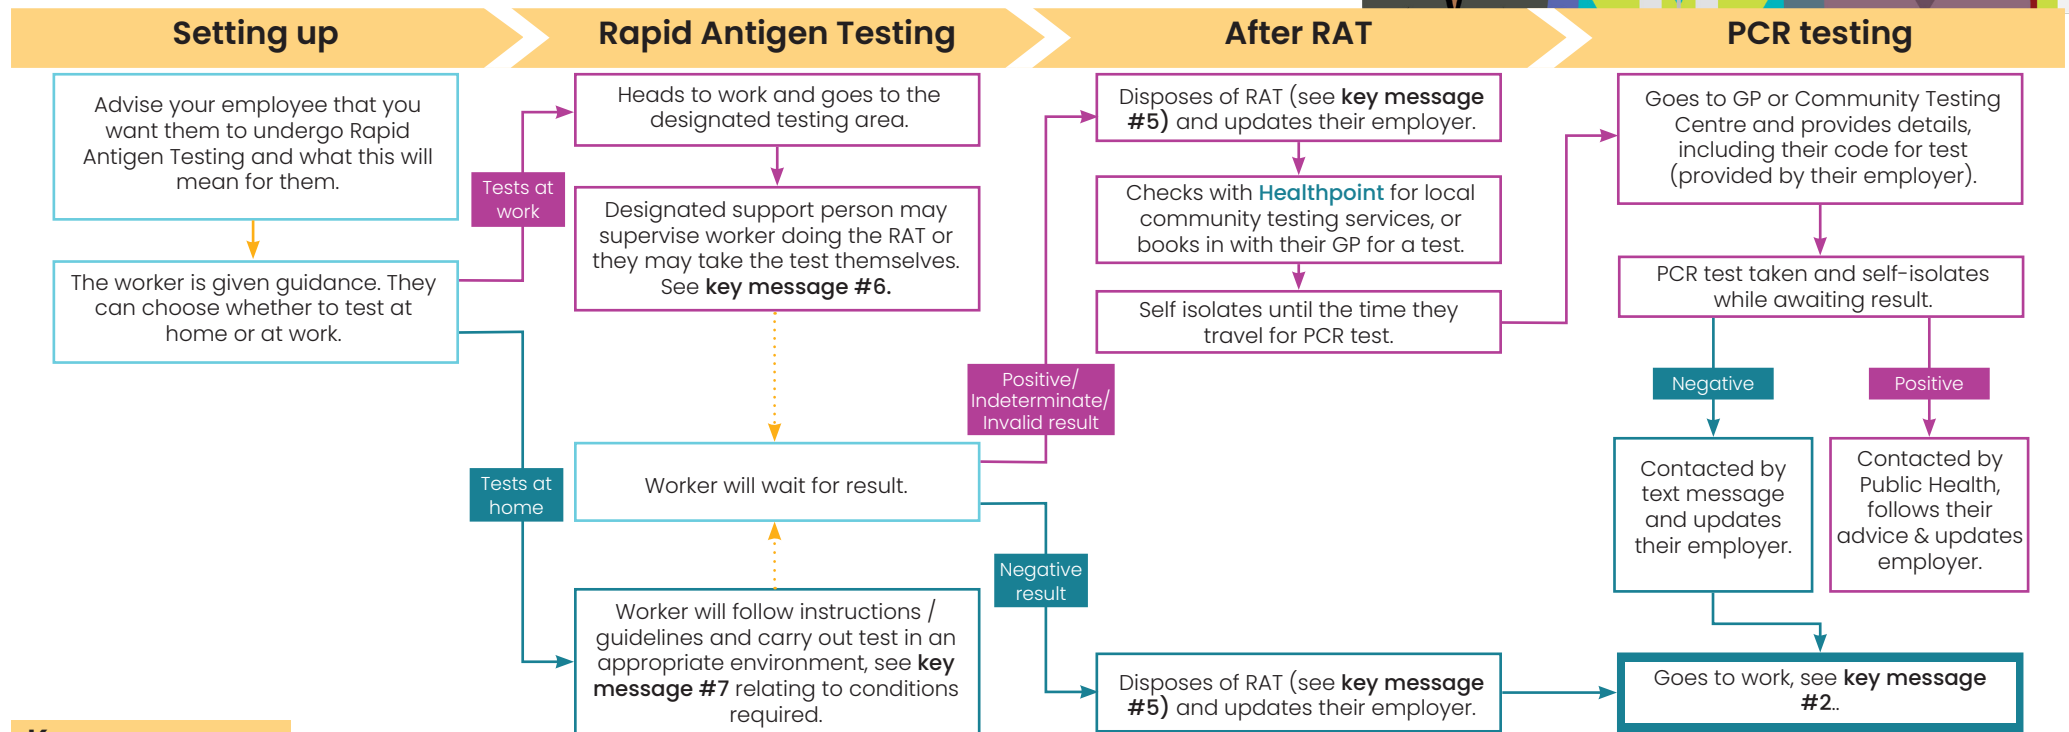 Setting up
Rapid Antigen Testing
After RAT
PCR testing
Advise your employee that you
want them to undergo Rapid
Antigen Testing and what this will
mean for them.
The worker is given guidance. They
can choose whether to test at
home or at work.
Tests at
work
Tests at
home
Heads to work and goes to the
designated testing area.
Designated support person may
supervise worker doing the RAT or
they may take the test themselves.
See key message #6.
Worker will wait for result.
Worker will follow instructions /
guidelines and carry out test in an
appropriate environment, see key
message #7 relating to conditions
required.
Positive/
Indeterminate/
Invalid result
Negative
result
Disposes of RAT (see key message
#5) and updates their employer.
Checks with Healthpoint for local
community testing services, or
books in with their GP for a test.
Self isolates until the time they
travel for PCR test.
Disposes of RAT (see key message
#5) and updates their employer.
Goes to GP or Community Testing
Centre and provides details,
including their code for test
(provided by their employer).
PCR test taken and self-isolates
while awaiting result.
Negative
Positive
Contacted by
text message
and updates
their employer.
Contacted by
Public Health,
follows their
advice & updates
employer.
Goes to work, see key message
#2..